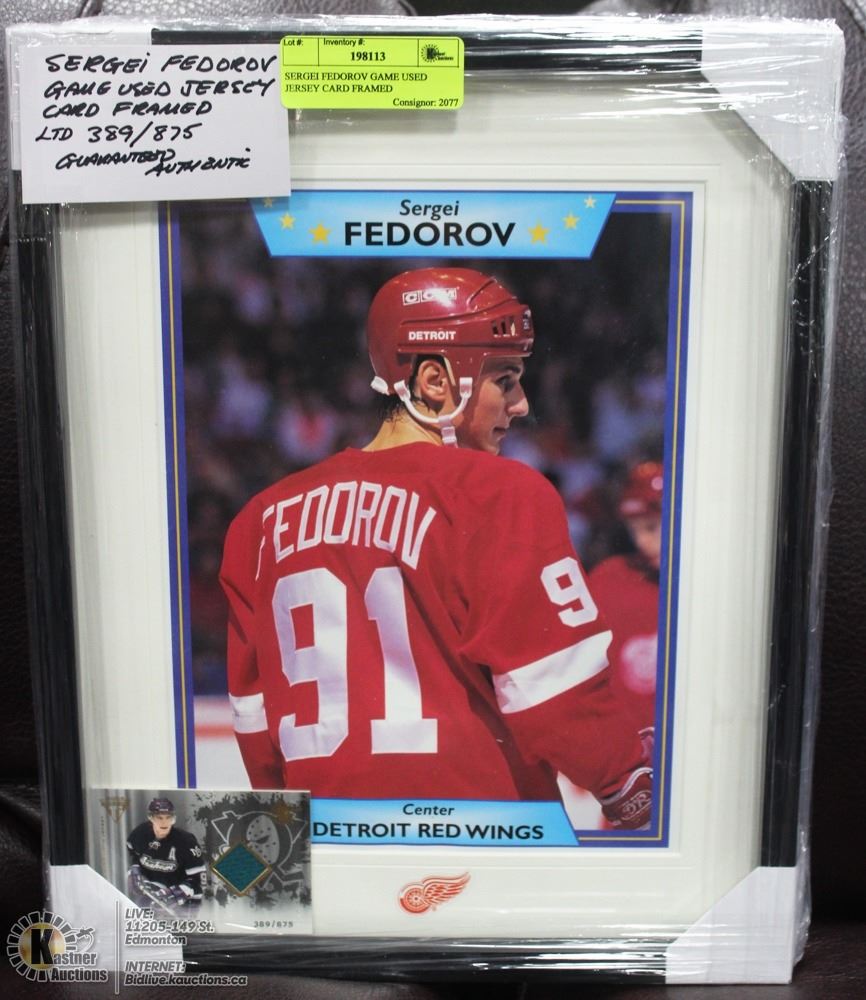 SERGEI FEDOROV
GAME USED JERSEY
CARD FRAMED
LTD 389/875
GUARANTEED
AUTHENTIC
Lot #: Inventory #:
198113
SERGEI FEDOROV GAME USED
JERSEY CARD FRAMED
Consignor: 2077
Sergei
FEDOROV
CCM
DETROIT
FEDOROV
91
9
Center
DETROIT RED WINGS
389/875
LIVE:
11205-149 St.
Edmonton
INTERNET:
Bidlive.kauctions.ca
Kastner
Auctions